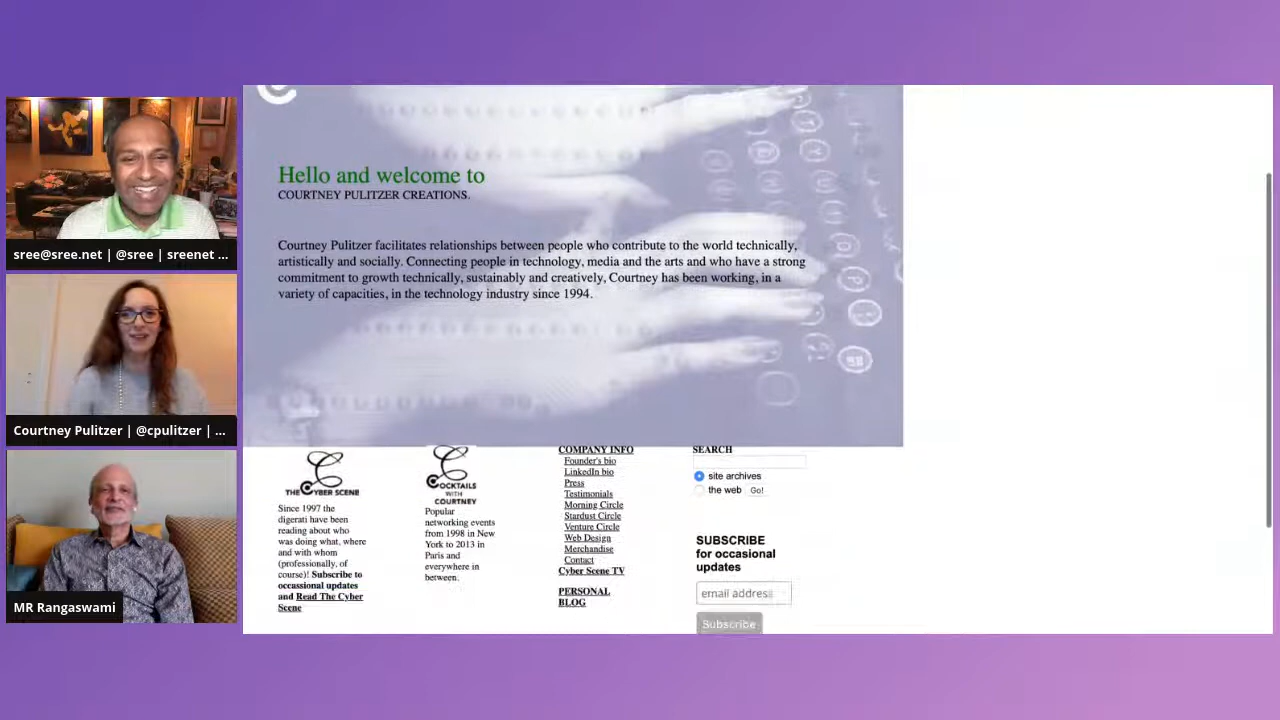 sree@sree.net | @sree | sreenet ...
Courtney Pulitzer | @cpulitzer | ...
MR Rangaswami
Hello and welcome to
COURTNEY PULITZER CREATIONS.
Courtney Pulitzer facilitates relationships between people who contribute to the world technically,
artistically and socially. Connecting people in technology, media and the arts and who have a strong
commitment to growth technically, sustainably and creatively, Courtney has been working, in a
variety of capacities, in the technology industry since 1994.
THE CYBER SCENE
Since 1997 the
digerati have been
reading about who
was doing what, where
and with whom
(professionally, of
course)! Subscribe to
occassional updates
and Read The Cyber
Scene
COCKTAILS
WITH
COURTNEY
Popular
networking events
from 1998 in New
York to 2013 in
Paris and
everywhere in
between.
COMPANY INFO
Founder's bio
LinkedIn bio
Press
Testimonials
Morning Circle
Stardust Circle
Venture Circle
Web Design
Merchandise
Contact
Cyber Scene TV
PERSONAL
BLOG
SEARCH
site archives
the web Go!
SUBSCRIBE
for occasional
updates
email address
Subscribe